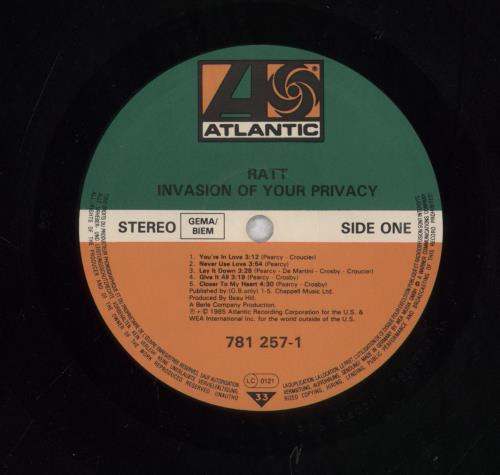 ATLANTIC
RATT
INVASION OF YOUR PRIVACY
STEREO GEMA/ BIEM SIDE ONE
1. You're In Love 3:12 (Pearcy - Croucier)
2. Never Use Love 3:54 (Pearcy)
3. Lay It Down 3:28 (Pearcy - De Martini - Crosby - Croucier)
4. Give It All 3:19 (Pearcy - Crosby)
5. Closer To My Heart 4:30 (Pearcy - Crosby)
Published by: (G.B. only) 1-5. Chappell Music Ltd.
Produced by Beau Hill.
A Berle Company Production.
℗ + © 1985 Atlantic Recording Corporation for the U.S. &
WEA International Inc. for the world outside of the U.S.
781 257-1
LC 0121
33